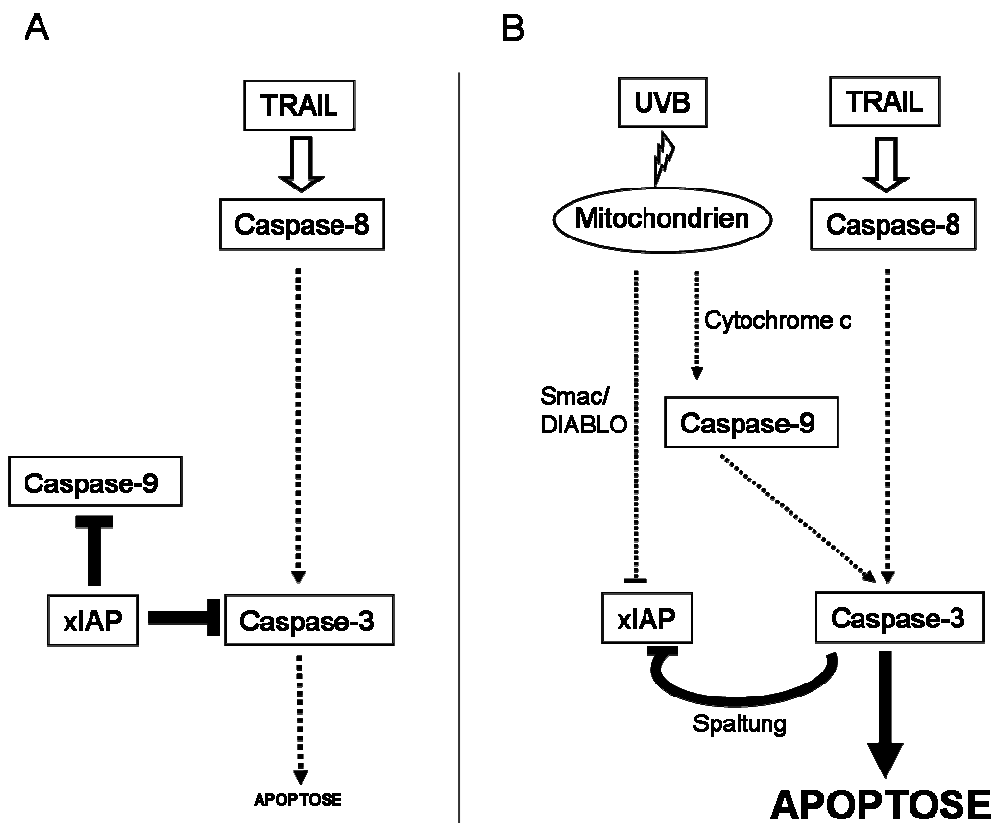 A
TRAIL
Caspase-8
Caspase-9
xIAP
Caspase-3
APOPTOSE
B
UVB
TRAIL
Mitochondrien
Caspase-8
Cytochrome c
Smac/
DIABLO
Caspase-9
xIAP
Caspase-3
Spaltung
APOPTOSE